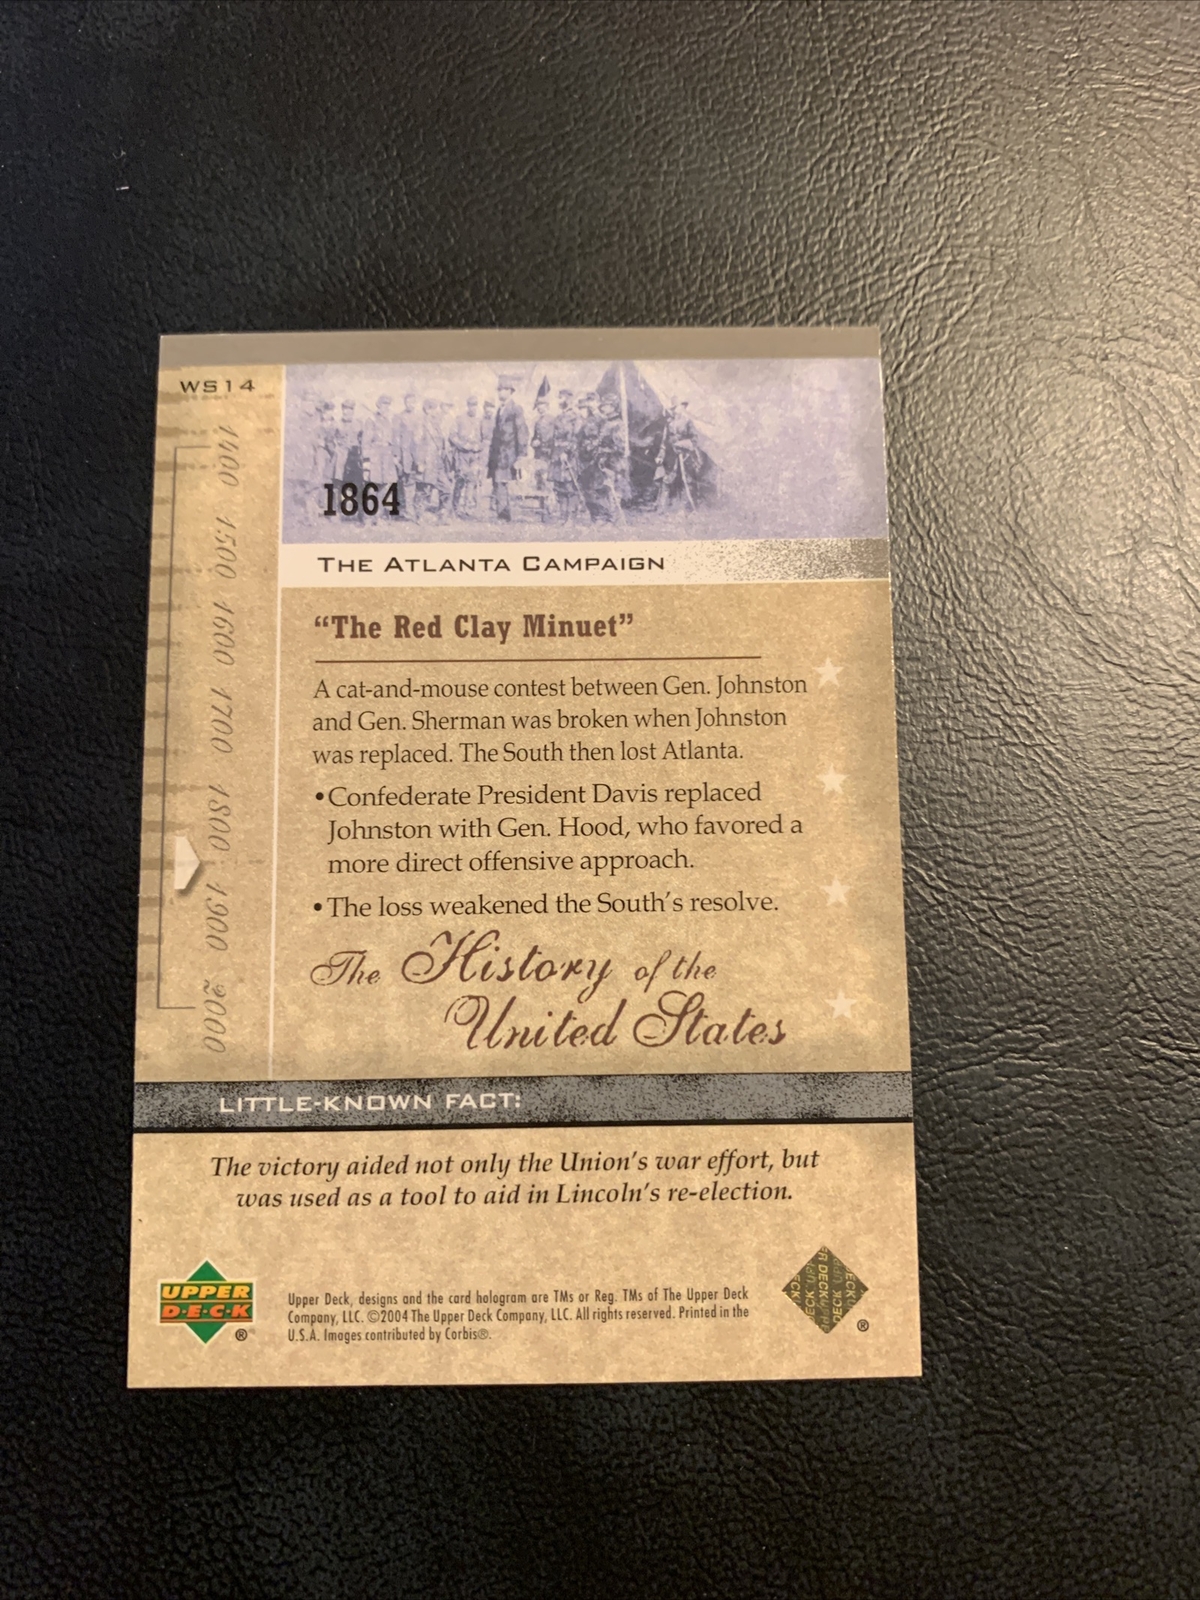 WS14
1400 1500 1600 1700 1800 1900 2000
1864
THE ATLANTA CAMPAIGN
“The Red Clay Minuet”
A cat-and-mouse contest between Gen. Johnston
and Gen. Sherman was broken when Johnston
was replaced. The South then lost Atlanta.
•Confederate President Davis replaced
Johnston with Gen. Hood, who favored a
more direct offensive approach.
•The loss weakened the South’s resolve.
The History of the
United States
LITTLE-KNOWN FACT:
The victory aided not only the Union’s war effort, but
was used as a tool to aid in Lincoln’s re-election.
UPPER
D·E·C·K
®
Upper Deck, designs and the card hologram are TMs or Reg. TMs of The Upper Deck
Company, LLC. ©2004 The Upper Deck Company, LLC. All rights reserved. Printed in the
U.S.A. Images contributed by Corbis®.
®